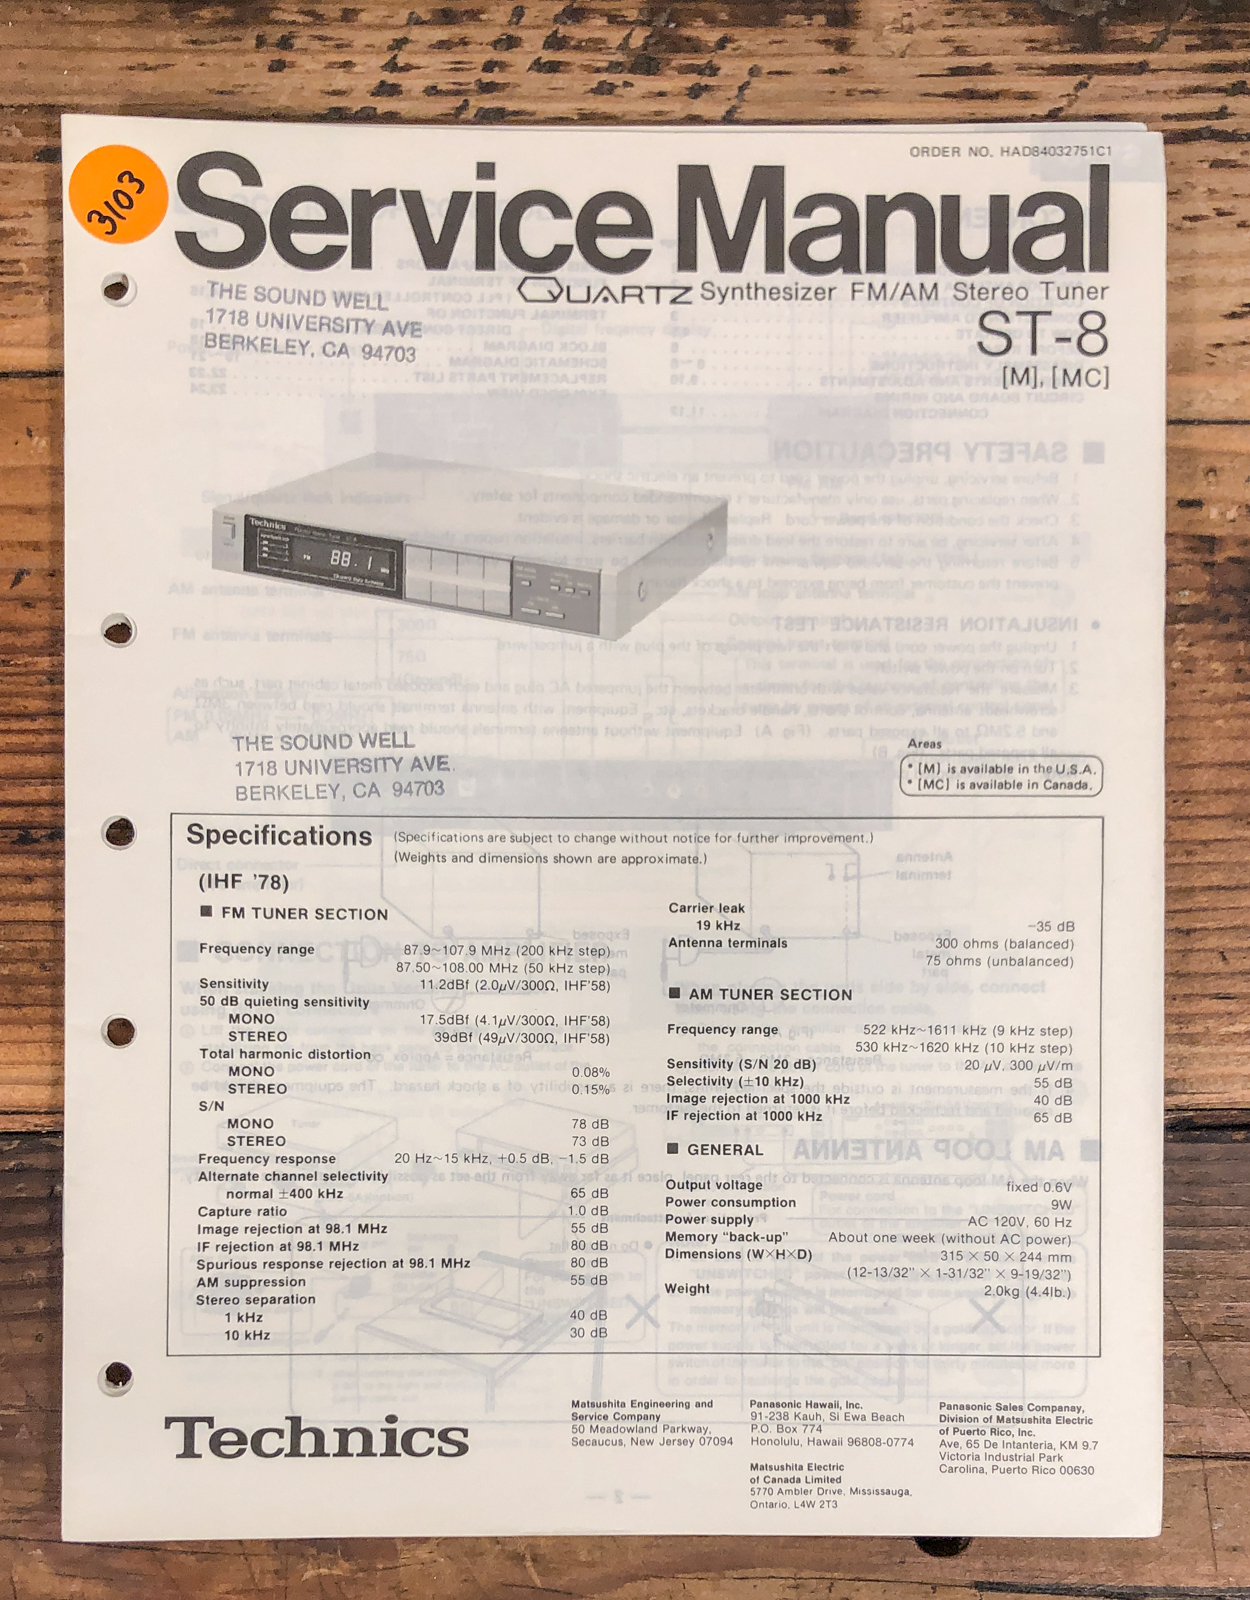 ORDER NO. HAD84032751C1
3103
Service Manual
QUARTZ Synthesizer FM/AM Stereo Tuner
THE SOUND WELL
1718 UNIVERSITY AVE
BERKELEY, CA 94703
ST-8
[M], [MC]
Technics
88.1
THE SOUND WELL
1718 UNIVERSITY AVE.
BERKELEY, CA 94703
Areas
* [M] is available in the U.S.A.
* [MC] is available in Canada.
Specifications (Specifications are subject to change without notice for further improvement.)
(Weights and dimensions shown are approximate.)
(IHF '78)
■ FM TUNER SECTION
Frequency range 87.9~107.9 MHz (200 kHz step)
87.50~108.00 MHz (50 kHz step)
Sensitivity 11.2dBf (2.0μV/300Ω, IHF'58)
50 dB quieting sensitivity
MONO 17.5dBf (4.1μV/300Ω, IHF'58)
STEREO 39dBf (49μV/300Ω, IHF'58)
Total harmonic distortion
MONO 0.08%
STEREO 0.15%
S/N
MONO 78 dB
STEREO 73 dB
Frequency response 20 Hz~15 kHz, +0.5 dB, −1.5 dB
Alternate channel selectivity
normal ±400 kHz 65 dB
Capture ratio 1.0 dB
Image rejection at 98.1 MHz 55 dB
IF rejection at 98.1 MHz 80 dB
Spurious response rejection at 98.1 MHz 80 dB
AM suppression 55 dB
Stereo separation
1 kHz 40 dB
10 kHz 30 dB
Carrier leak
19 kHz −35 dB
Antenna terminals 300 ohms (balanced)
75 ohms (unbalanced)
■ AM TUNER SECTION
Frequency range 522 kHz~1611 kHz (9 kHz step)
530 kHz~1620 kHz (10 kHz step)
Sensitivity (S/N 20 dB) 20 μV, 300 μV/m
Selectivity (±10 kHz) 55 dB
Image rejection at 1000 kHz 40 dB
IF rejection at 1000 kHz 65 dB
■ GENERAL
Output voltage fixed 0.6V
Power consumption 9W
Power supply AC 120V, 60 Hz
Memory "back-up" About one week (without AC power)
Dimensions (W×H×D) 315 × 50 × 244 mm
(12-13/32" × 1-31/32" × 9-19/32")
Weight 2.0kg (4.4lb.)
Technics
Matsushita Engineering and
Service Company
50 Meadowland Parkway,
Secaucus, New Jersey 07094
Panasonic Hawaii, Inc.
91-238 Kauh, Si Ewa Beach
P.O. Box 774
Honolulu, Hawaii 96808-0774
Matsushita Electric
of Canada Limited
5770 Ambler Drive, Mississauga,
Ontario, L4W 2T3
Panasonic Sales Companay,
Division of Matsushita Electric
of Puerto Rico, Inc.
Ave, 65 De Intanteria, KM 9.7
Victoria Industrial Park
Carolina, Puerto Rico 00630